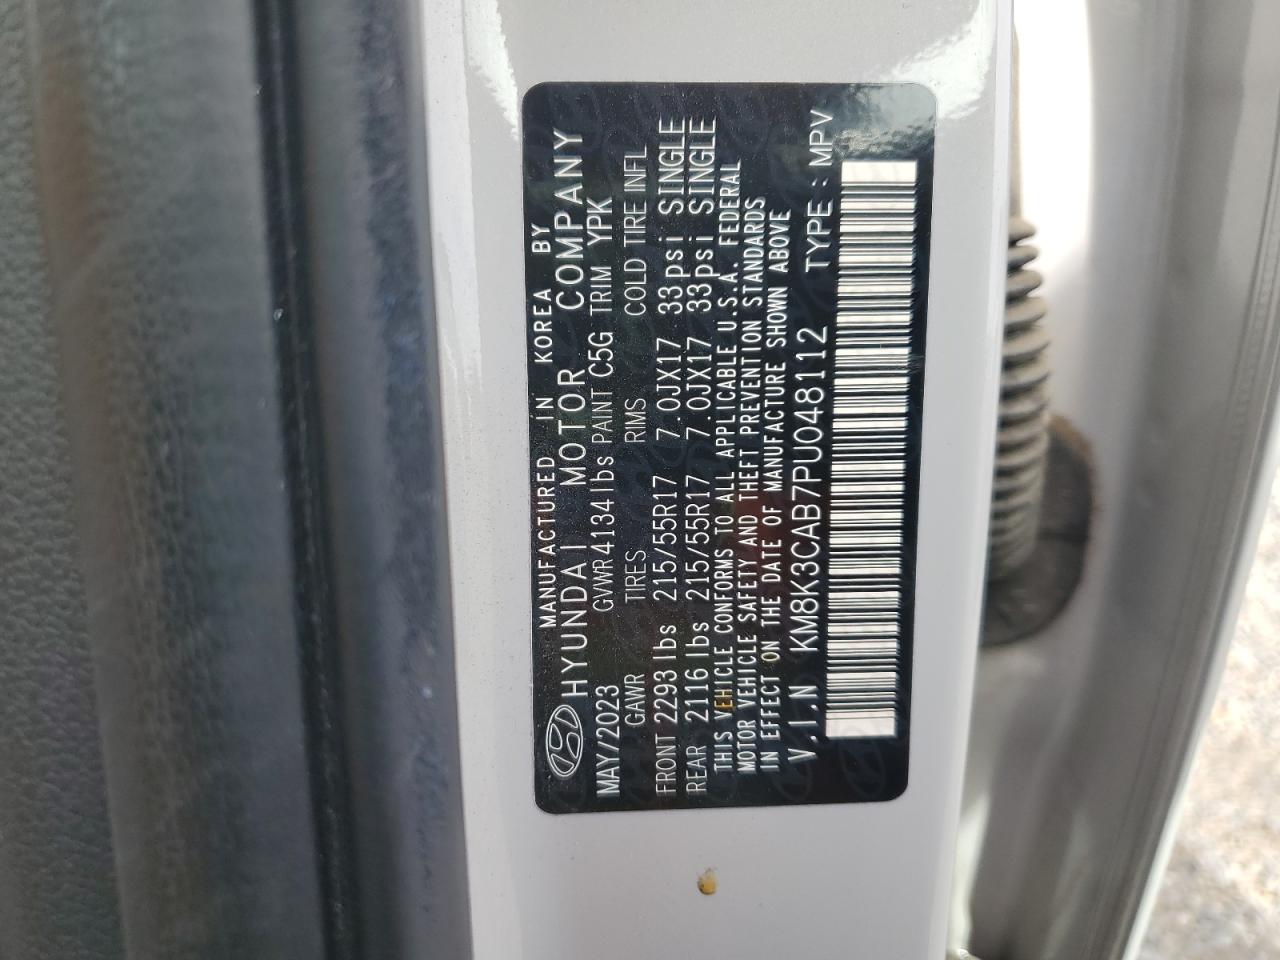 MANUFACTURED IN KOREA BY
HYUNDAI MOTOR COMPANY
MAY/2023 GVWR 4134 lbs PAINT C5G TRIM YPK
GAWR TIRES RIMS COLD TIRE INFL
FRONT 2293 lbs 215/55R17 7.0JX17 33psi SINGLE
REAR 2116 lbs 215/55R17 7.0JX17 33psi SINGLE
THIS VEHICLE CONFORMS TO ALL APPLICABLE U.S.A. FEDERAL
MOTOR VEHICLE SAFETY AND THEFT PREVENTION STANDARDS
IN EFFECT ON THE DATE OF MANUFACTURE SHOWN ABOVE
V.I.N KM8K3CAB7PU048112 TYPE : MPV